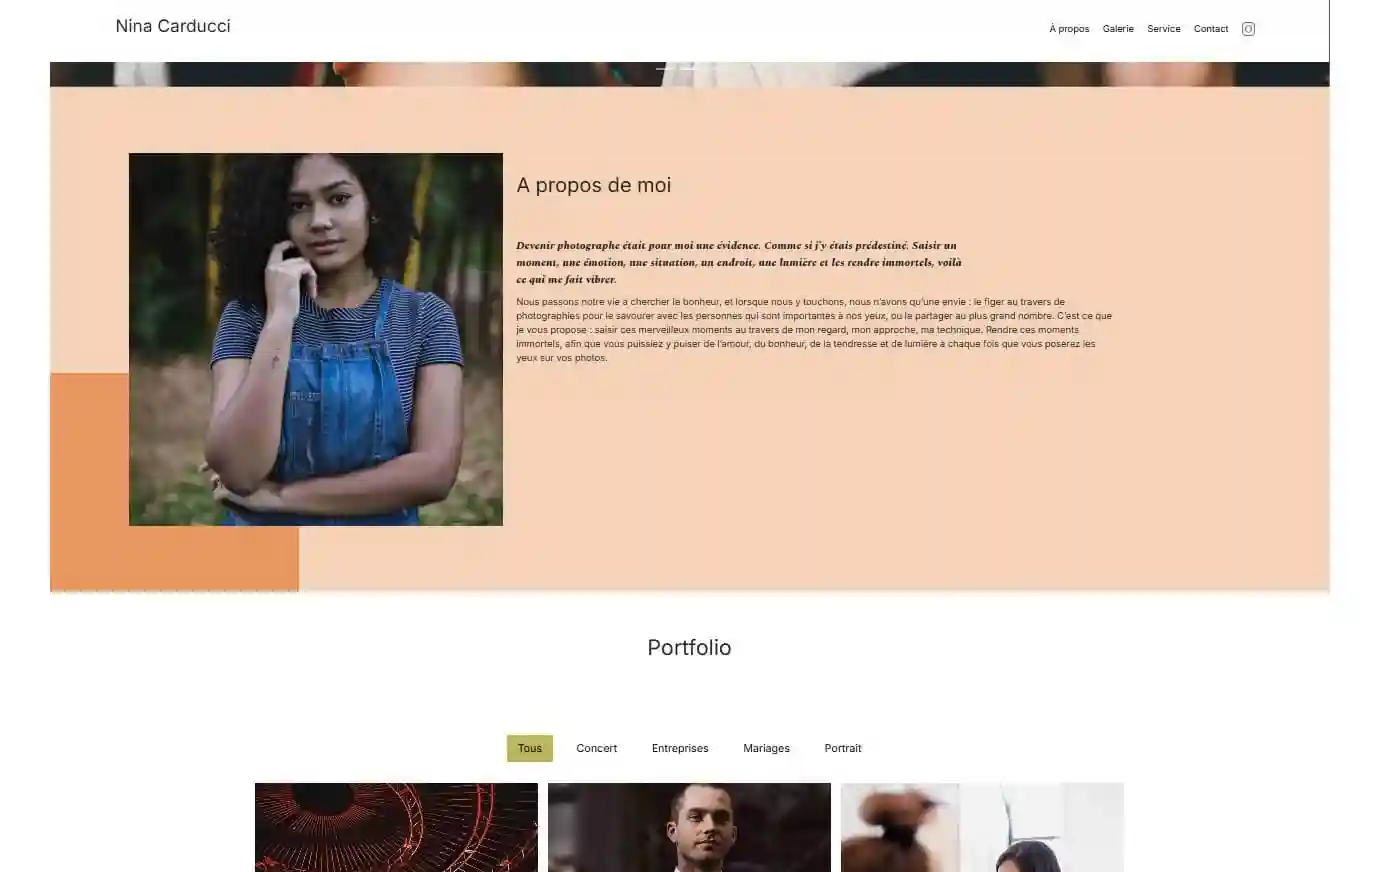 Nina Carducci
À propos Galerie Service Contact
A propos de moi
Devenir photographe était pour moi une évidence. Comme si j'y étais prédestiné. Saisir un
moment, une émotion, une situation, un endroit, une lumière et les rendre immortels, voilà
ce qui me fait vibrer.
Nous passons notre vie a chercher le bonheur, et lorsque nous y touchons, nous n'avons qu'une envie : le figer au travers de
photographies pour le savourer avec les personnes qui sont importantes à nos yeux, ou le partager au plus grand nombre. C'est ce que
je vous propose : saisir ces merveilleux moments au travers de mon regard, mon approche, ma technique. Rendre ces moments
immortels, afin que vous puissiez y puiser de l'amour, du bonheur, de la tendresse et de lumière à chaque fois que vous poserez les
yeux sur vos photos.
Portfolio
Tous Concert Entreprises Mariages Portrait